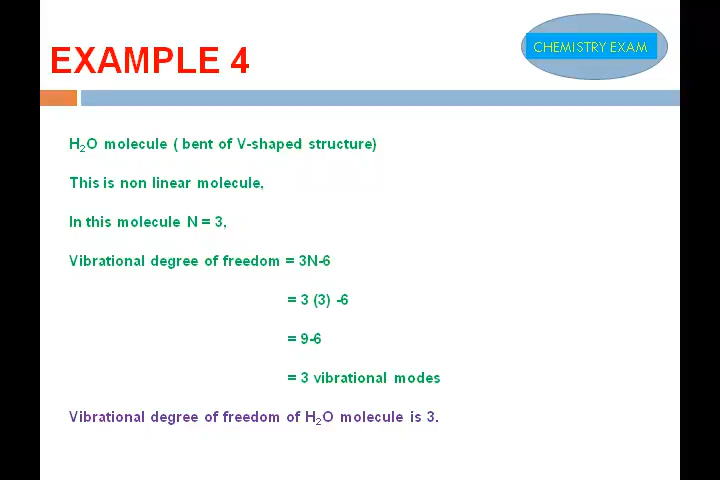 CHEMISTRY EXAM
EXAMPLE 4
H₂O molecule ( bent of V-shaped structure)
This is non linear molecule,
In this molecule N = 3,
Vibrational degree of freedom = 3N-6
= 3 (3) -6
= 9-6
= 3 vibrational modes
Vibrational degree of freedom of H₂O molecule is 3.